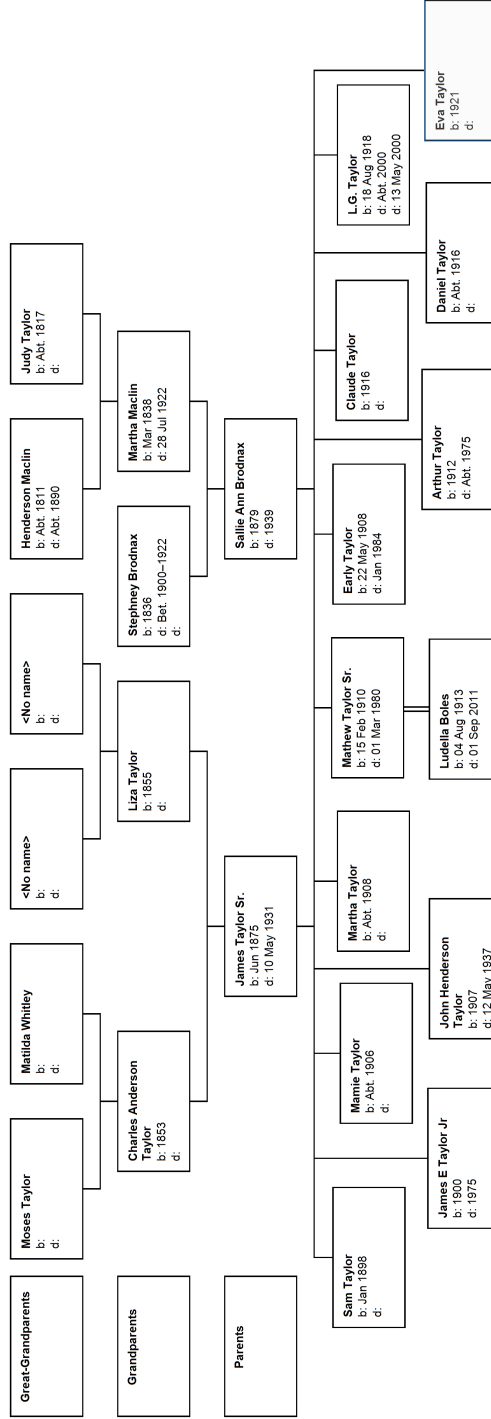 Great-Grandparents
Moses Taylor
b:
d:
Matilda Whitley
b:
d:
<No name>
b:
d:
<No name>
b:
d:
Henderson Maclin
b: Abt. 1811
d: Abt. 1890
Judy Taylor
b: Abt. 1817
d:
Grandparents
Charles Anderson
Taylor
b: 1853
d:
Liza Taylor
b: 1855
d:
Stephney Brodnax
b: 1836
d: Bet. 1900–1922
d:
Martha Maclin
b: Mar 1838
d: 28 Jul 1922
Parents
James Taylor Sr.
b: Jun 1875
d: 10 May 1931
Sallie Ann Brodnax
b: 1879
d: 1939
Sam Taylor
b: Jan 1898
d:
Mamie Taylor
b: Abt. 1906
d:
Martha Taylor
b: Abt. 1908
d:
Mathew Taylor Sr.
b: 15 Feb 1910
d: 01 Mar 1980
Early Taylor
b: 22 May 1908
d: Jan 1984
Claude Taylor
b: 1916
d:
L.G. Taylor
b: 18 Aug 1918
d: Abt. 2000
d: 13 May 2000
James E Taylor Jr
b: 1900
d: 1975
John Henderson
Taylor
b: 1907
d: 12 May 1937
Ludella Boles
b: 04 Aug 1913
d: 01 Sep 2011
Arthur Taylor
b: 1912
d: Abt. 1975
Daniel Taylor
b: Abt. 1916
d:
Eva Taylor
b: 1921
d: